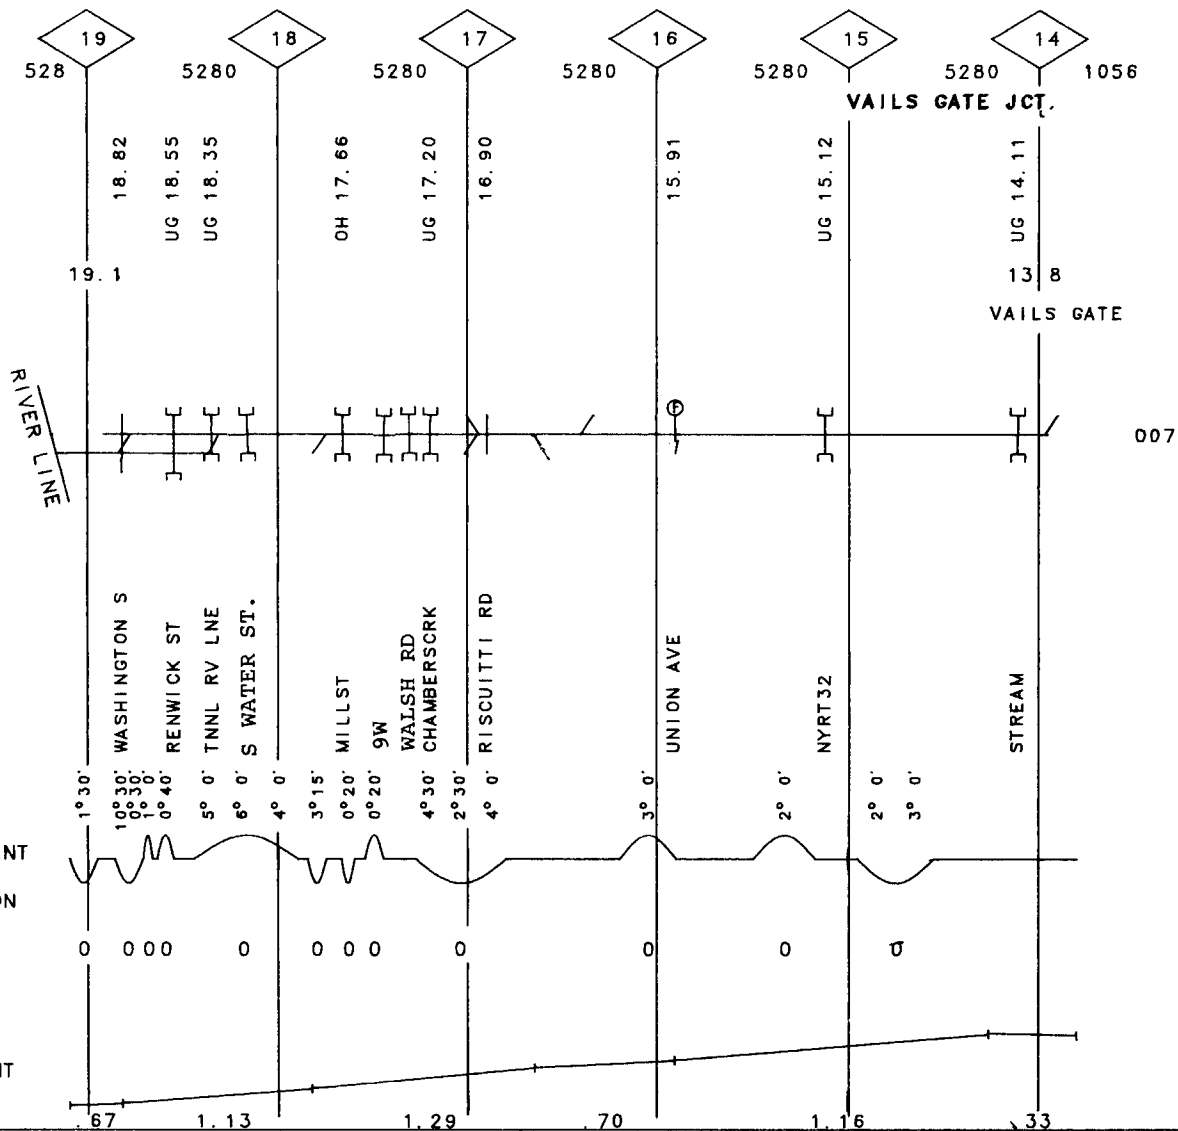 19 18 17 16 15 14
528 5280 5280 5280 5280 5280 1056
VAILS GATE JCT.
18.82
UG 18.55
UG 18.35
OH 17.66
UG 17.20
16.90
15.91
UG 15.12
UG 14.11
19.1
13.8
VAILS GATE
RIVER LINE
F
007
WASHINGTON S
RENWICK ST
TNNL RV LNE
S WATER ST.
MILLST
9W
WALSH RD
CHAMBERSCRK
RISCUITTI RD
UNION AVE
NYRT32
STREAM
1°30'
10°30'
0°30'
1°0'
0°40'
5°0'
6°0'
4°0'
3°15'
0°20'
0°20'
4°30'
2°30'
4°0'
3°0'
2°0'
2°0'
3°0'
NT
ON
0 0 0 0 0 0 0 0 0 0 0 0
NT
.67 1.13 1.29 .70 1.16 .33